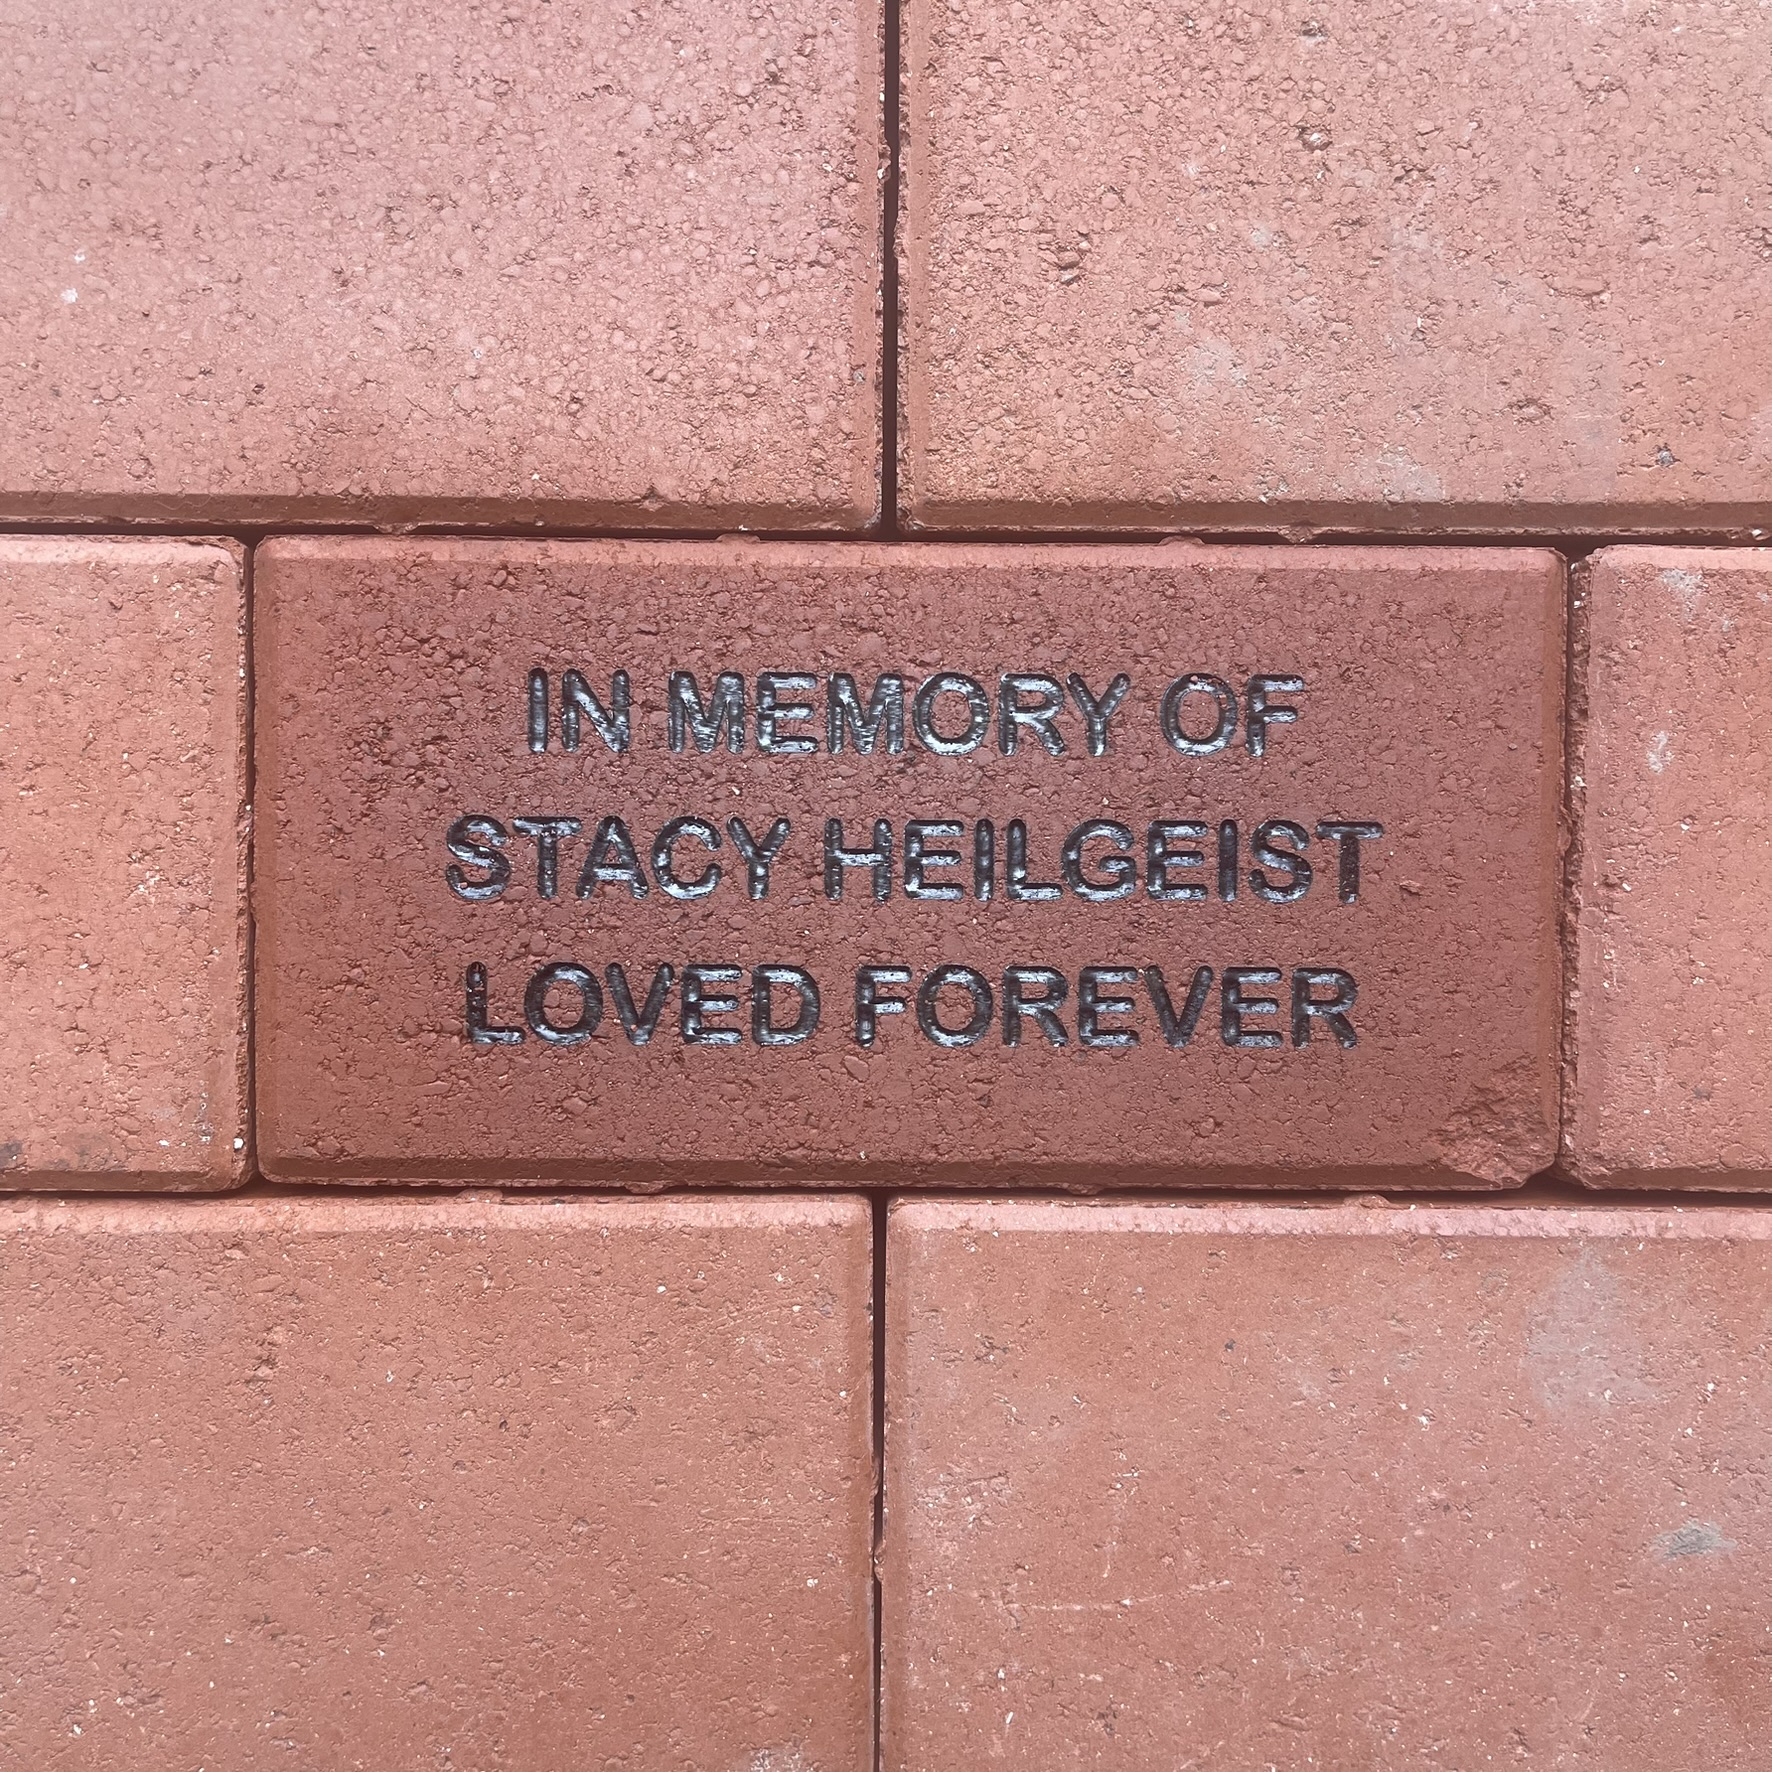 IN MEMORY OF
STACY HEILGEIST
LOVED FOREVER